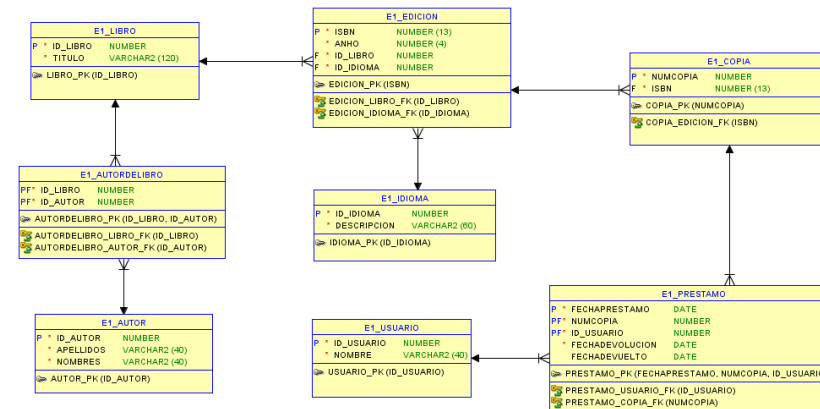 E1_LIBRO
P * ID_LIBRO NUMBER
* TITULO VARCHAR2 (120)
LIBRO_PK (ID_LIBRO)
E1_EDICION
P * ISBN NUMBER (13)
* ANHO NUMBER (4)
F * ID_LIBRO NUMBER
F * ID_IDIOMA NUMBER
EDICION_PK (ISBN)
EDICION_LIBRO_FK (ID_LIBRO)
EDICION_IDIOMA_FK (ID_IDIOMA)
E1_COPIA
P * NUMCOPIA NUMBER
F * ISBN NUMBER (13)
COPIA_PK (NUMCOPIA)
COPIA_EDICION_FK (ISBN)
E1_AUTORDELIBRO
PF* ID_LIBRO NUMBER
PF* ID_AUTOR NUMBER
AUTORDELIBRO_PK (ID_LIBRO, ID_AUTOR)
AUTORDELIBRO_LIBRO_FK (ID_LIBRO)
AUTORDELIBRO_AUTOR_FK (ID_AUTOR)
E1_IDIOMA
P * ID_IDIOMA NUMBER
* DESCRIPCION VARCHAR2 (60)
IDIOMA_PK (ID_IDIOMA)
E1_AUTOR
P * ID_AUTOR NUMBER
* APELLIDOS VARCHAR2 (40)
* NOMBRES VARCHAR2 (40)
AUTOR_PK (ID_AUTOR)
E1_USUARIO
P * ID_USUARIO NUMBER
* NOMBRE VARCHAR2 (40)
USUARIO_PK (ID_USUARIO)
E1_PRESTAMO
P * FECHAPRESTAMO DATE
PF* NUMCOPIA NUMBER
PF* ID_USUARIO NUMBER
* FECHADEVOLUCION DATE
FECHADEVUELTO DATE
PRESTAMO_PK (FECHAPRESTAMO, NUMCOPIA, ID_USUARIO
PRESTAMO_USUARIO_FK (ID_USUARIO)
PRESTAMO_COPIA_FK (NUMCOPIA)